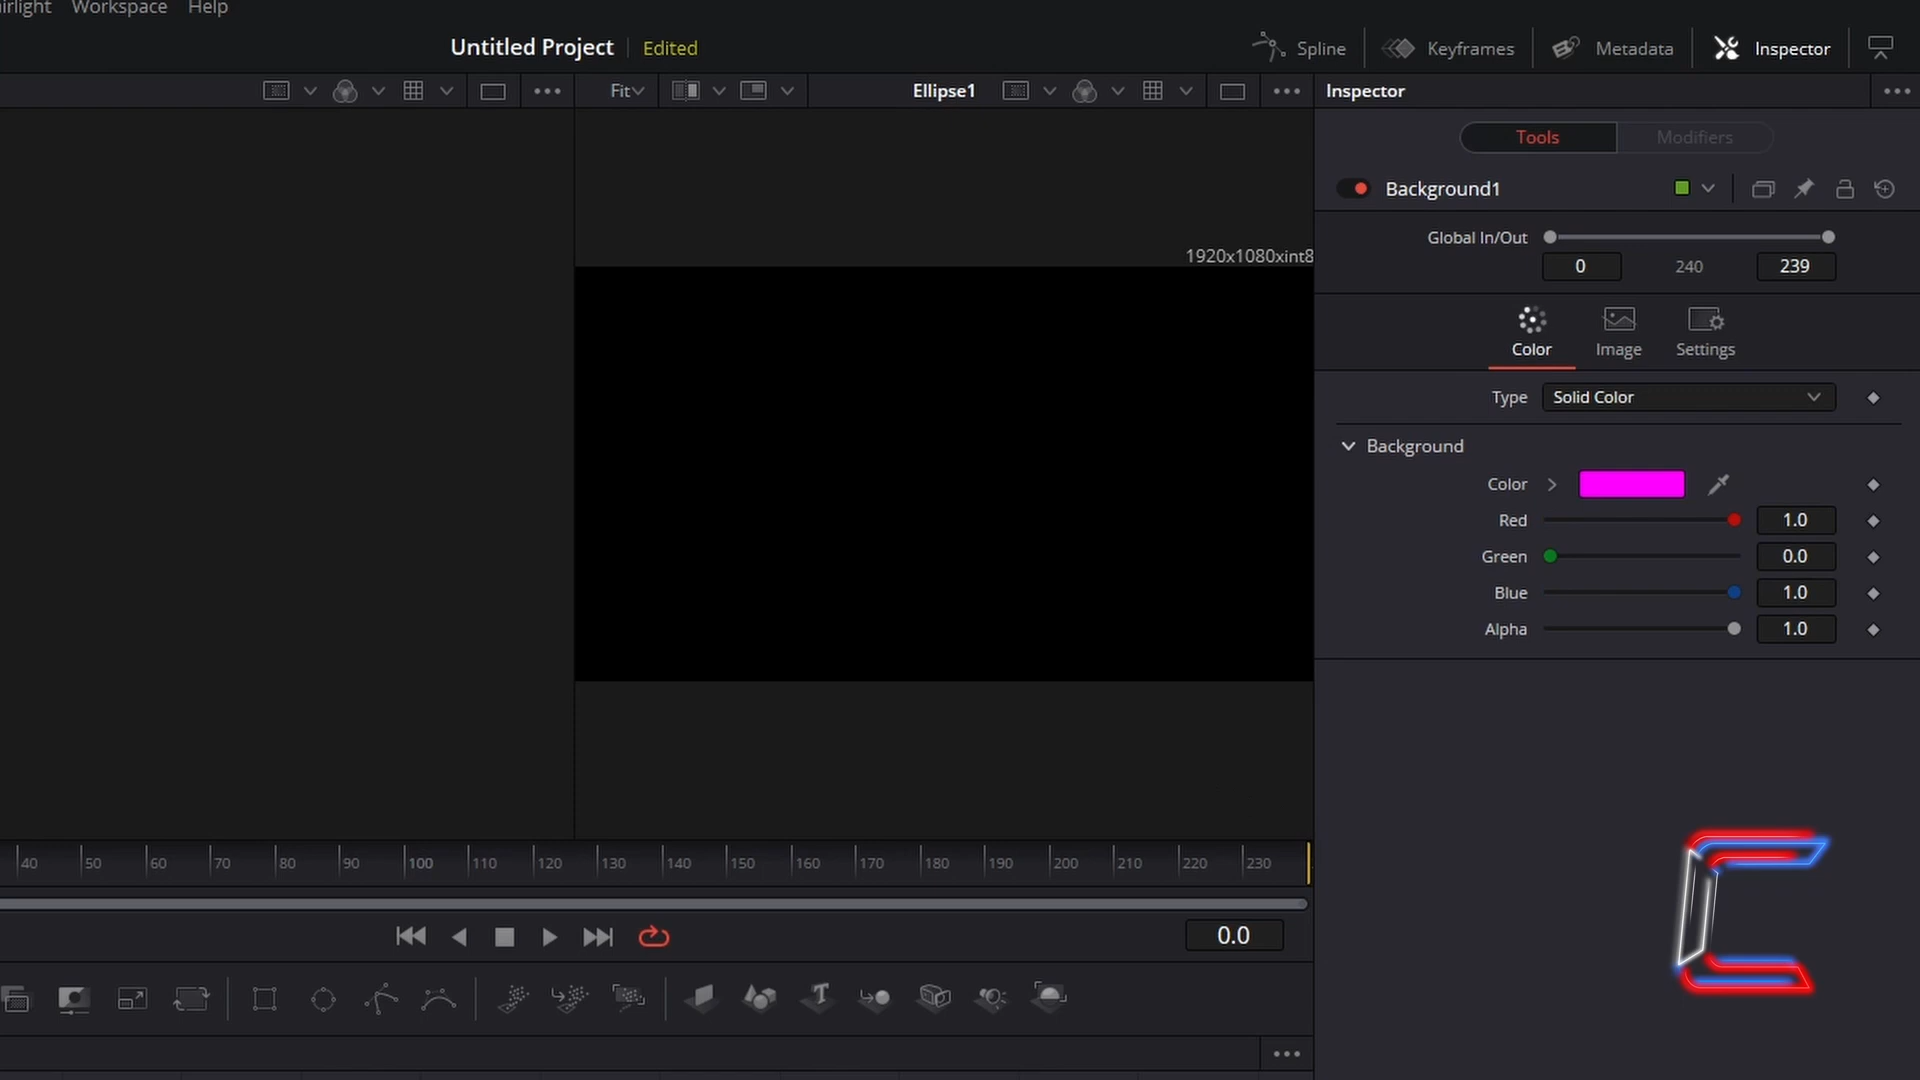 irlight Workspace Help
Untitled Project Edited
Spline Keyframes Metadata Inspector
Fit Ellipse1 Inspector
Tools Modifiers
Background1
Global In/Out
0 240 239
1920x1080xint8
Color Image Settings
Type Solid Color
Background
Color
Red 1.0
Green 0.0
Blue 1.0
Alpha 1.0
40 50 60 70 80 90 100 110 120 130 140 150 160 170 180 190 200 210 220 230
0.0